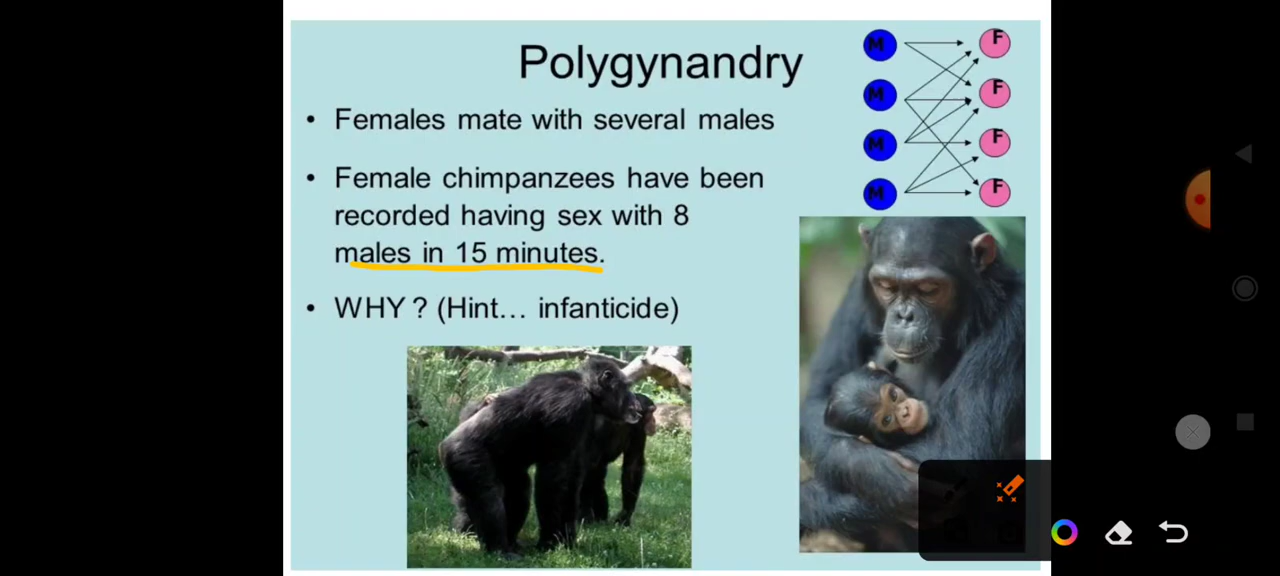 Polygynandry
• Females mate with several males
• Female chimpanzees have been
recorded having sex with 8
males in 15 minutes.
• WHY ? (Hint... infanticide)
M F
M F
M F
M F